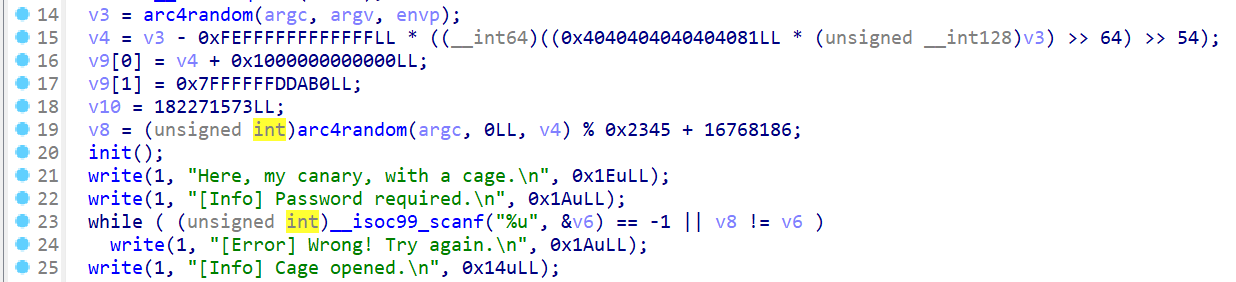 14 v3 = arc4random(argc, argv, envp);
15 v4 = v3 - 0xFEFFFFFFFFFFFFLL * ((__int64)((0x4040404040404081LL * (unsigned __int128)v3) >> 64) >> 54);
16 v9[0] = v4 + 0x1000000000000LL;
17 v9[1] = 0x7FFFFFFDDAB0LL;
18 v10 = 182271573LL;
19 v8 = (unsigned int)arc4random(argc, 0LL, v4) % 0x2345 + 16768186;
20 init();
21 write(1, "Here, my canary, with a cage.\n", 0x1EuLL);
22 write(1, "[Info] Password required.\n", 0x1AuLL);
23 while ( (unsigned int)__isoc99_scanf("%u", &v6) == -1 || v8 != v6 )
24 write(1, "[Error] Wrong! Try again.\n", 0x1AuLL);
25 write(1, "[Info] Cage opened.\n", 0x14uLL);